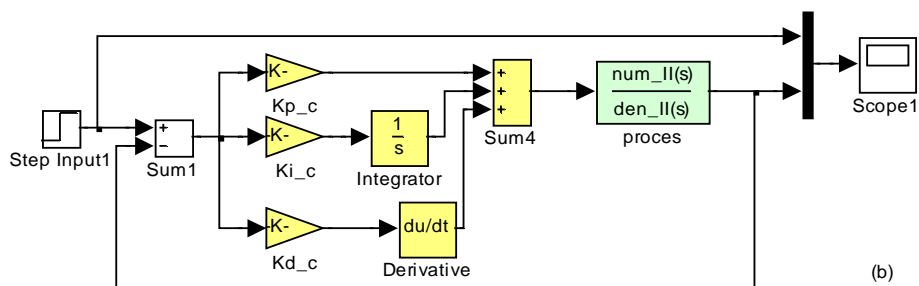 K-
Kp_c
+
+
+
Sum4
num_II(s)
den_II(s)
proces
Scope1
Step Input1
+
−
Sum1
K-
Ki_c
1
s
Integrator
K-
Kd_c
du/dt
Derivative
(b)